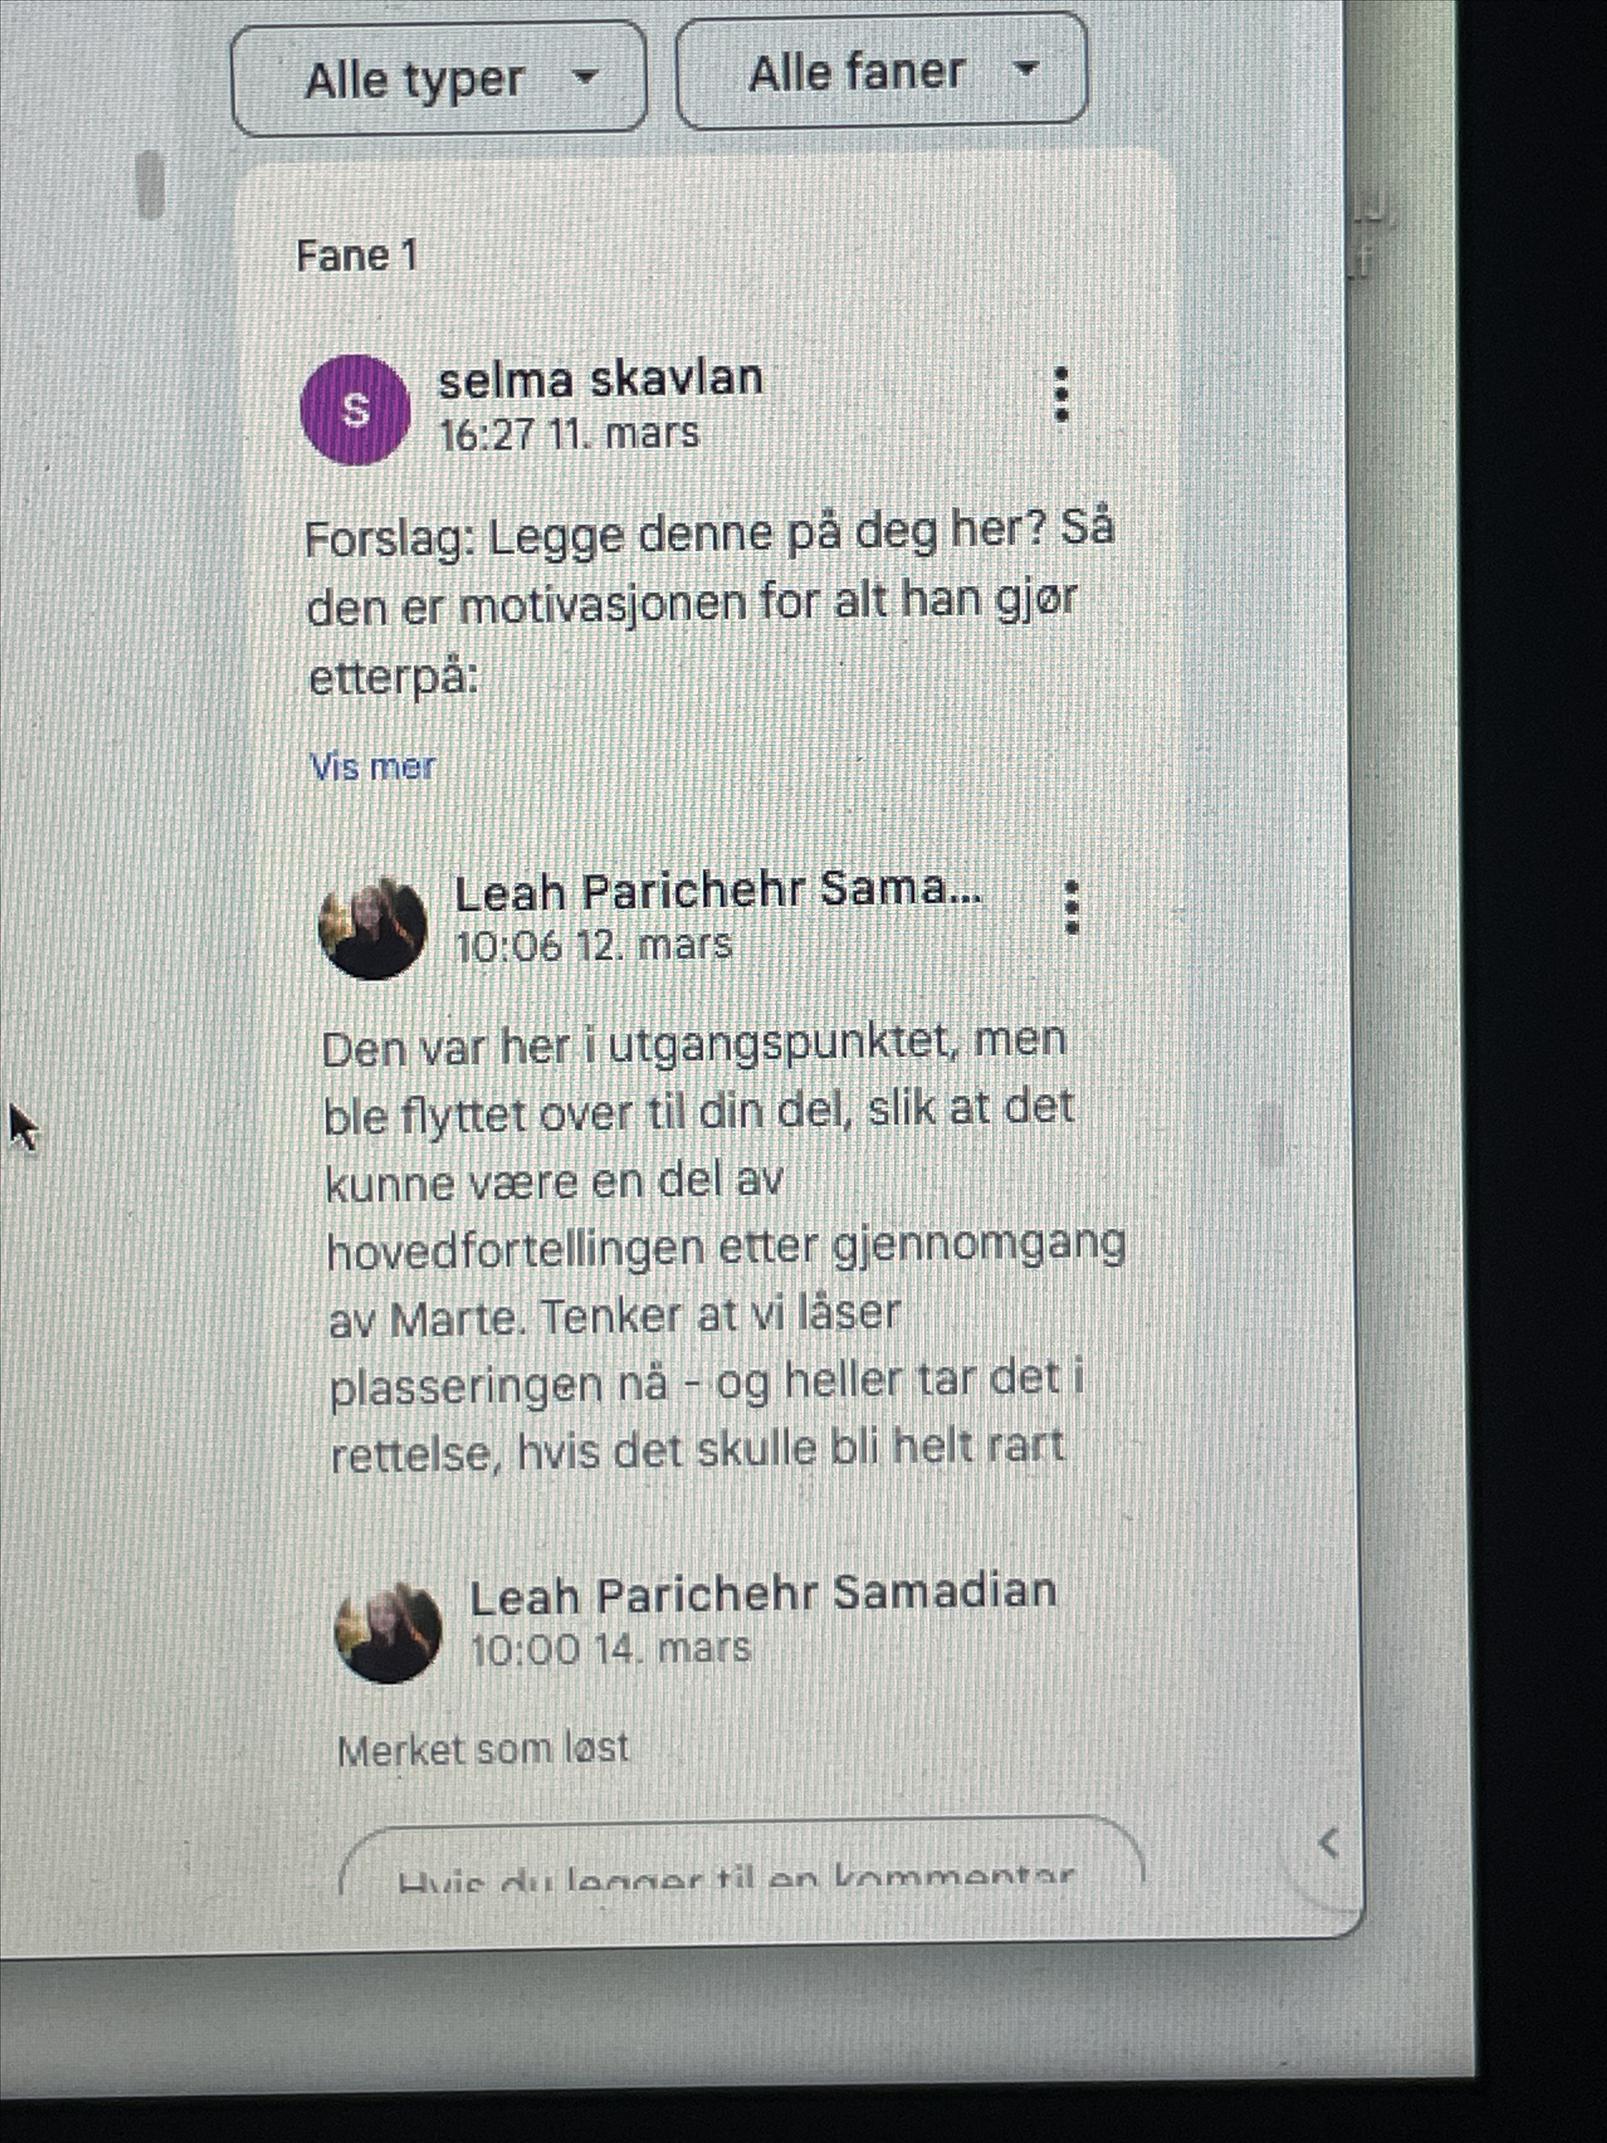 Alle typer
Alle faner
Fane 1
S
selma skavlan
16:27 11. mars
Forslag: Legge denne på deg her? Så
den er motivasjonen for alt han gjør
etterpå:
Vis mer
Leah Parichehr Sama...
10:06 12. mars
Den var her i utgangspunktet, men
ble flyttet over til din del, slik at det
kunne være en del av
hovedfortellingen etter gjennomgang
av Marte. Tenker at vi låser
plasseringen nå - og heller tar det i
rettelse, hvis det skulle bli helt rart
Leah Parichehr Samadian
10:00 14. mars
Merket som løst
Hvis du legger til en kommentar